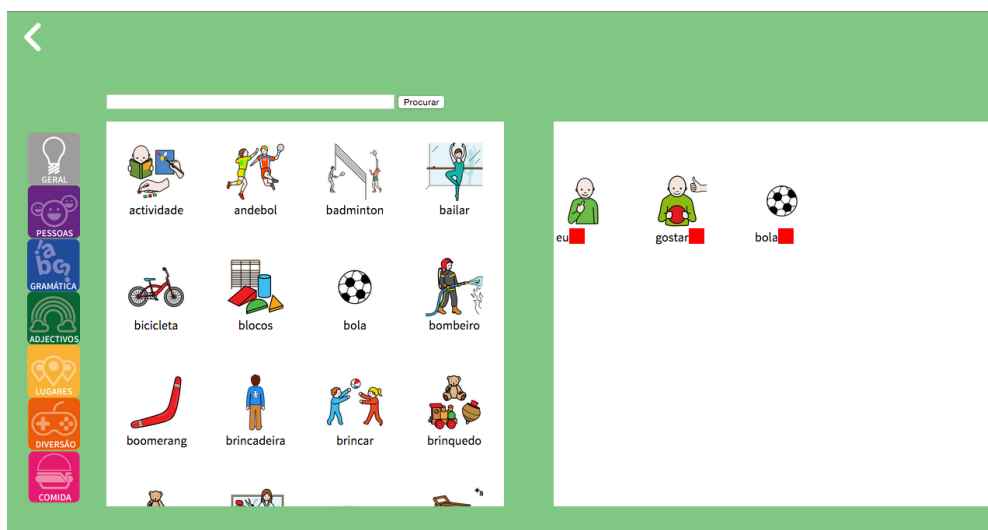 Procurar
GERAL
PESSOAS
/a bç?
GRAMÁTICA
ADJECTIVOS
LUGARES
DIVERSÃO
COMIDA
actividade andebol badminton bailar
bicicleta blocos bola bombeiro
boomerang brincadeira brincar brinquedo
+s
eu gostar bola